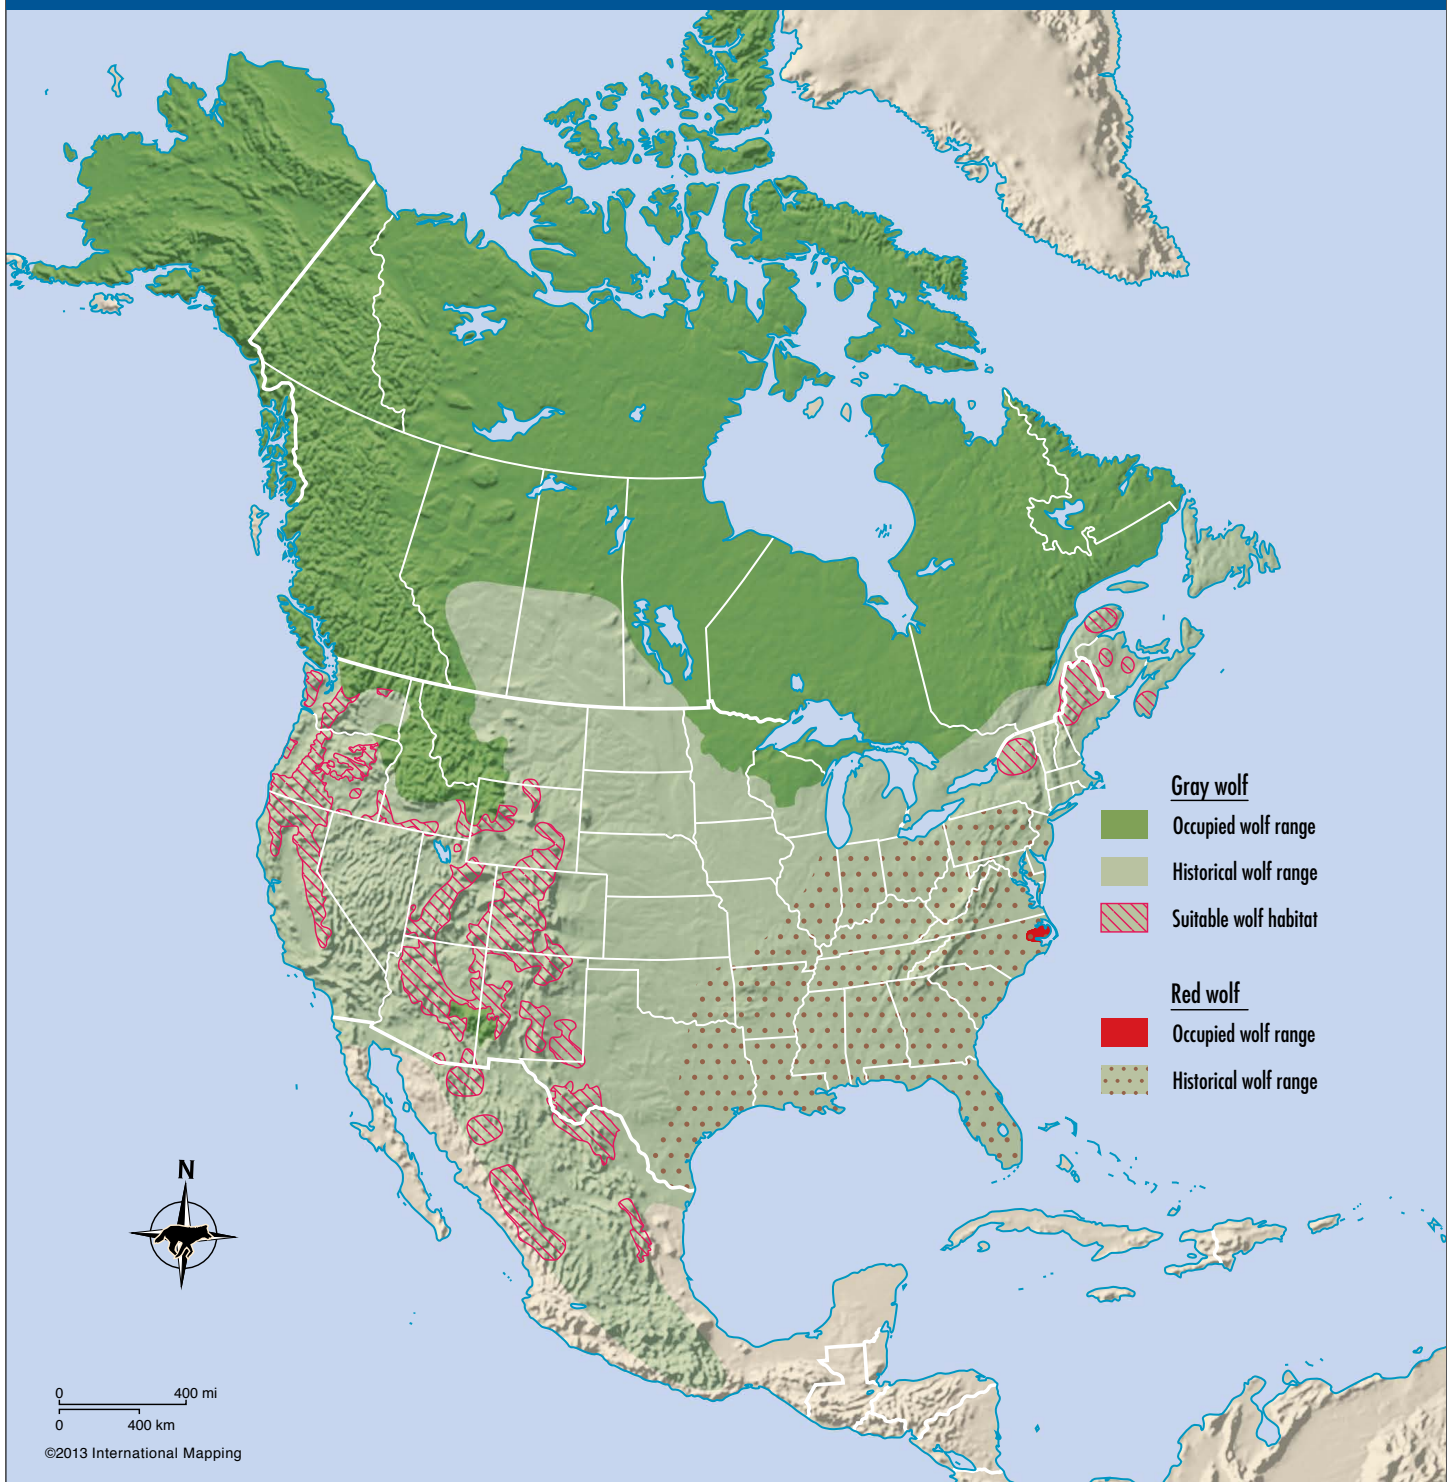 Gray wolf
Occupied wolf range
Historical wolf range
Suitable wolf habitat
Red wolf
Occupied wolf range
Historical wolf range
N
0 400 mi
0 400 km
©2013 International Mapping